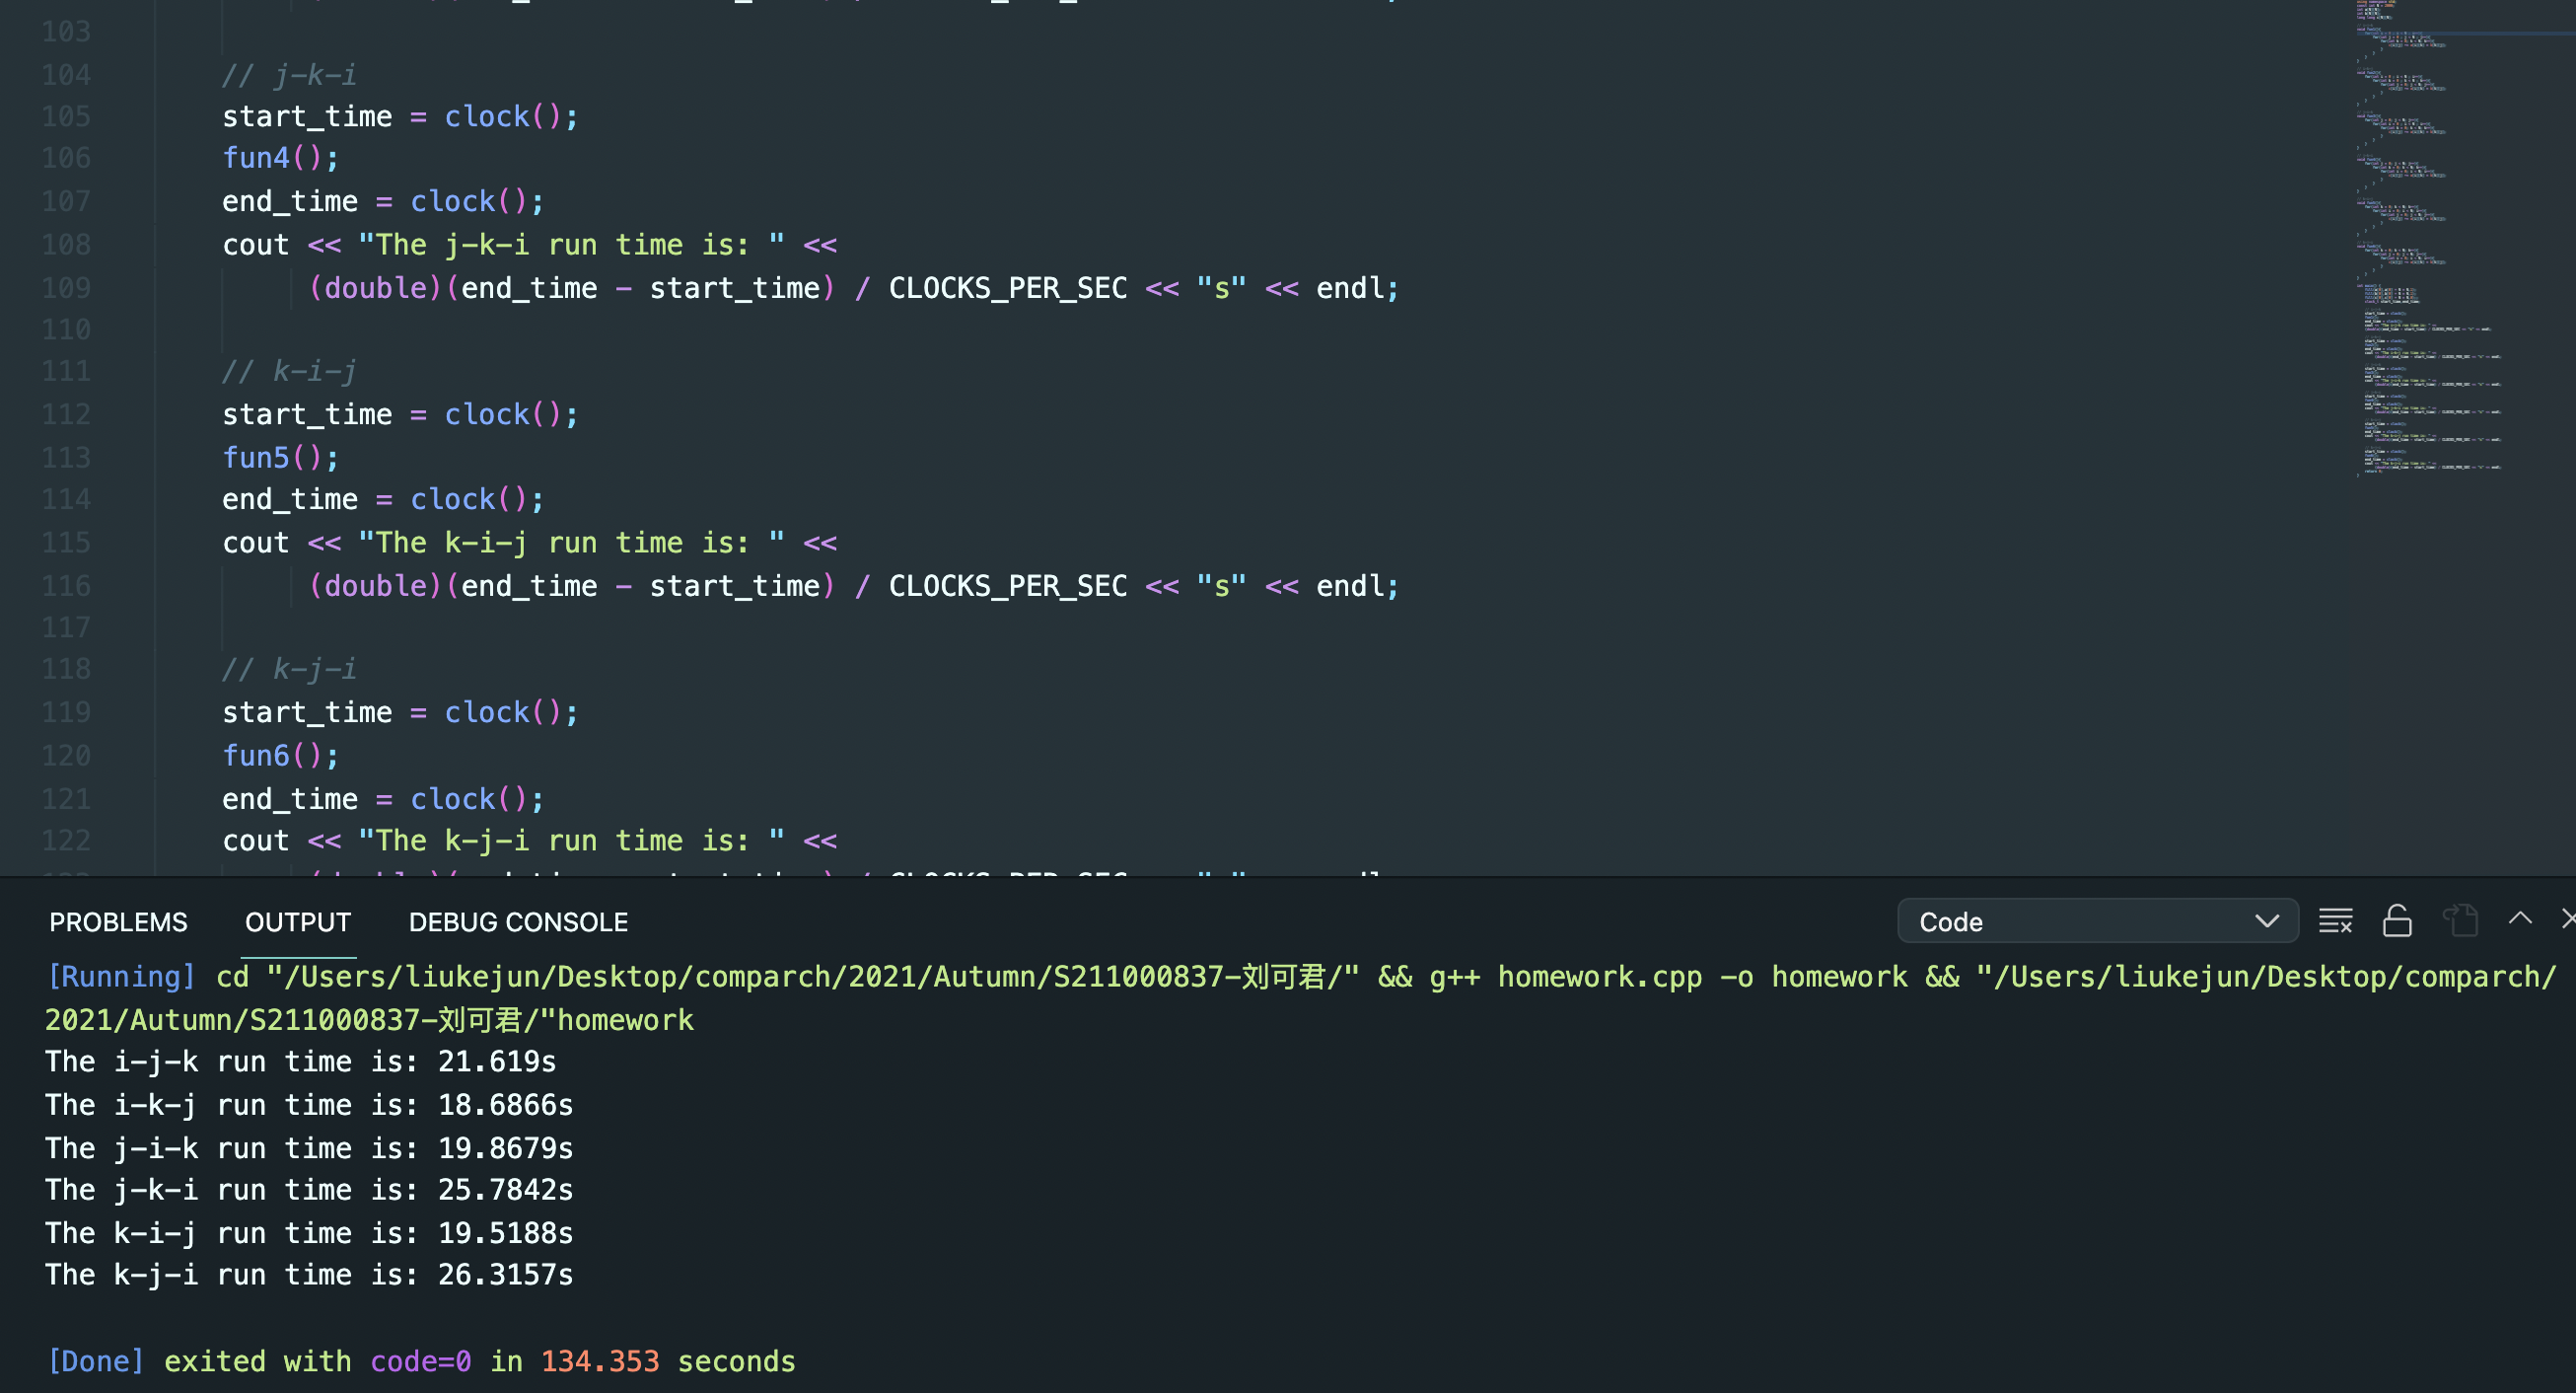 103
104 // j-k-i
105 start_time = clock();
106 fun4();
107 end_time = clock();
108 cout << "The j-k-i run time is: " <<
109 (double)(end_time - start_time) / CLOCKS_PER_SEC << "s" << endl;
110
111 // k-i-j
112 start_time = clock();
113 fun5();
114 end_time = clock();
115 cout << "The k-i-j run time is: " <<
116 (double)(end_time - start_time) / CLOCKS_PER_SEC << "s" << endl;
117
118 // k-j-i
119 start_time = clock();
120 fun6();
121 end_time = clock();
122 cout << "The k-j-i run time is: " <<
PROBLEMS OUTPUT DEBUG CONSOLE Code
[Running] cd "/Users/liukejun/Desktop/comparch/2021/Autumn/S211000837-刘可君/" && g++ homework.cpp -o homework && "/Users/liukejun/Desktop/comparch/
2021/Autumn/S211000837-刘可君/"homework
The i-j-k run time is: 21.619s
The i-k-j run time is: 18.6866s
The j-i-k run time is: 19.8679s
The j-k-i run time is: 25.7842s
The k-i-j run time is: 19.5188s
The k-j-i run time is: 26.3157s
[Done] exited with code=0 in 134.353 seconds